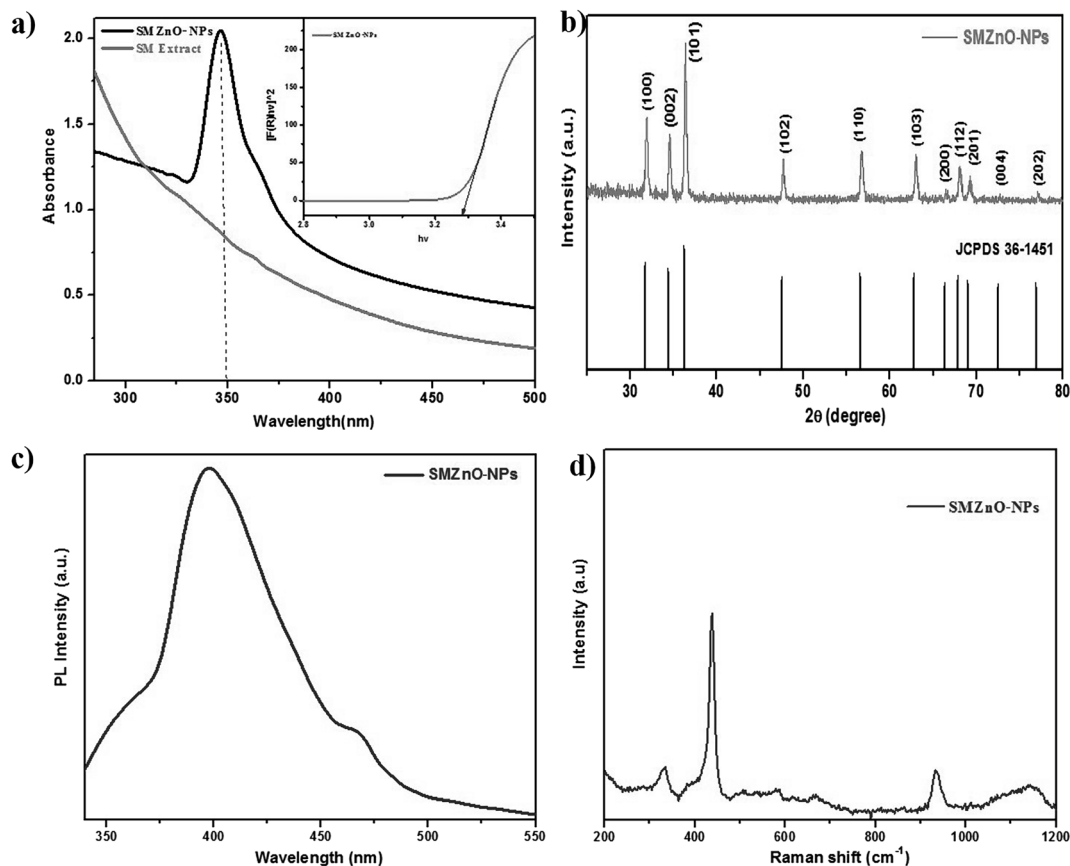 a)
SMZnO-NPs
SM Extract
2.0
1.5
1.0
0.5
0.0
Absorbance
300 350 400 450 500
Wavelength(nm)
SMZnO-NPs
[F(R)hv]^2
200
150
100
50
0
2.8 3.0 3.2 3.4
hv
b)
SMZnO-NPs
Intensity (a.u.)
(100)
(002)
(101)
(102)
(110)
(103)
(200)
(112)
(201)
(004)
(202)
JCPDS 36-1451
30 40 50 60 70 80
2θ (degree)
c)
SMZnO-NPs
PL Intensity (a.u.)
350 400 450 500 550
Wavelength (nm)
d)
SMZnO-NPs
Intensity (a.u)
200 400 600 800 1000 1200
Raman shift (cm⁻¹)